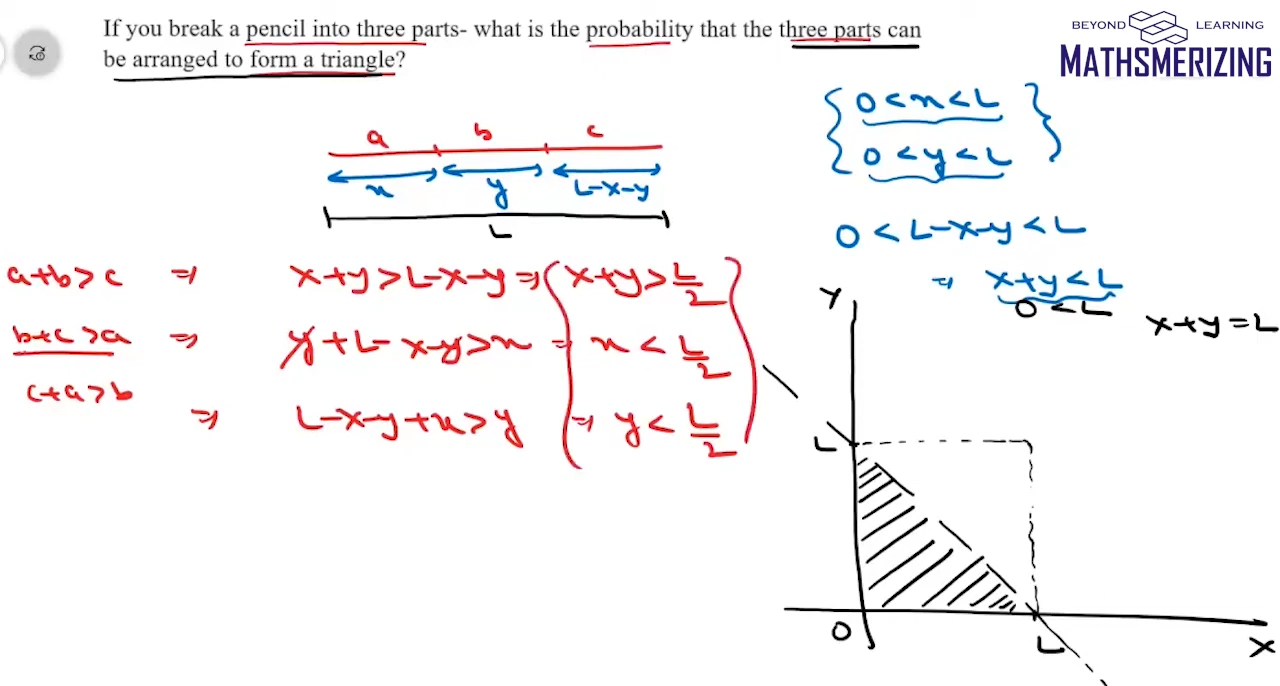 If you break a pencil into three parts- what is the probability that the three parts can
be arranged to form a triangle?
BEYOND LEARNING
MATHSMERIZING
a b c
x y L-x-y
L
{ 0 < x < L
0 < y < L }
0 < L-x-y < L
⇒ x+y < L
0 < L
x+y = L
a+b > c ⇒ x+y > L-x-y ⇒ ( x+y > L/2
b+c > a ⇒ y+L-x-y > x ⇒ x < L/2
c+a > b ⇒ L-x-y+x > y ⇒ y < L/2 )
Y
L
O L X